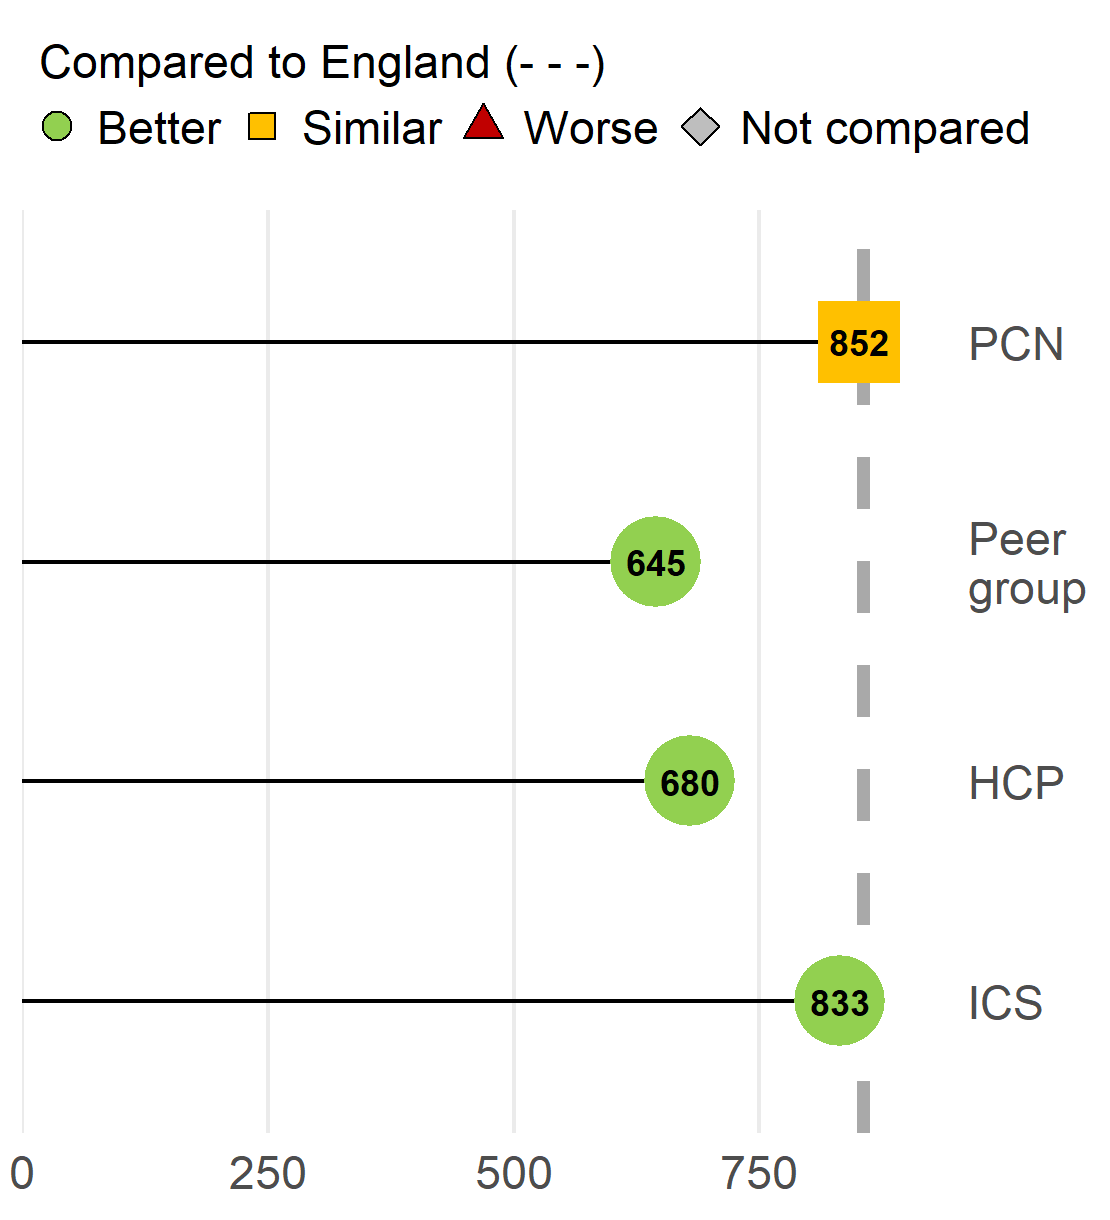 Compared to England (- - -)
Better Similar Worse Not compared
852 PCN
645 Peer
group
680 HCP
833 ICS
0 250 500 750